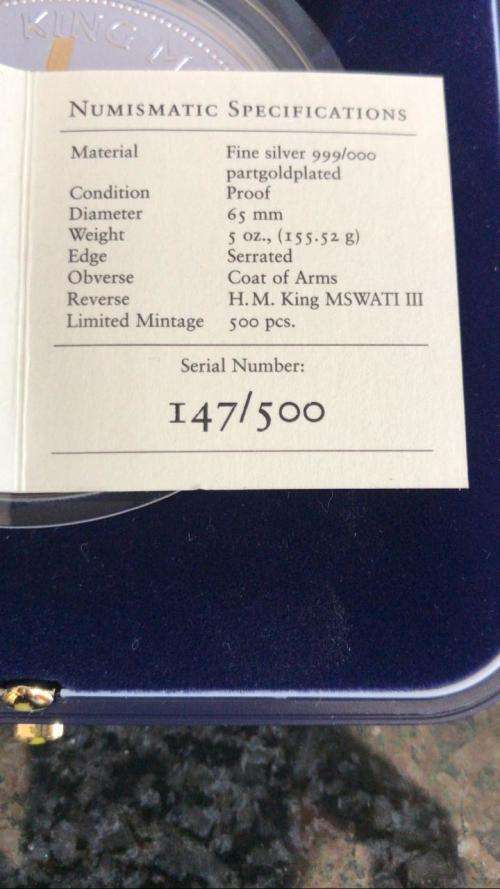 KING M
NUMISMATIC SPECIFICATIONS
Material Fine silver 999/000
partgoldplated
Condition Proof
Diameter 65 mm
Weight 5 oz., (155.52 g)
Edge Serrated
Obverse Coat of Arms
Reverse H.M. King MSWATI III
Limited Mintage 500 pcs.
Serial Number:
147/500